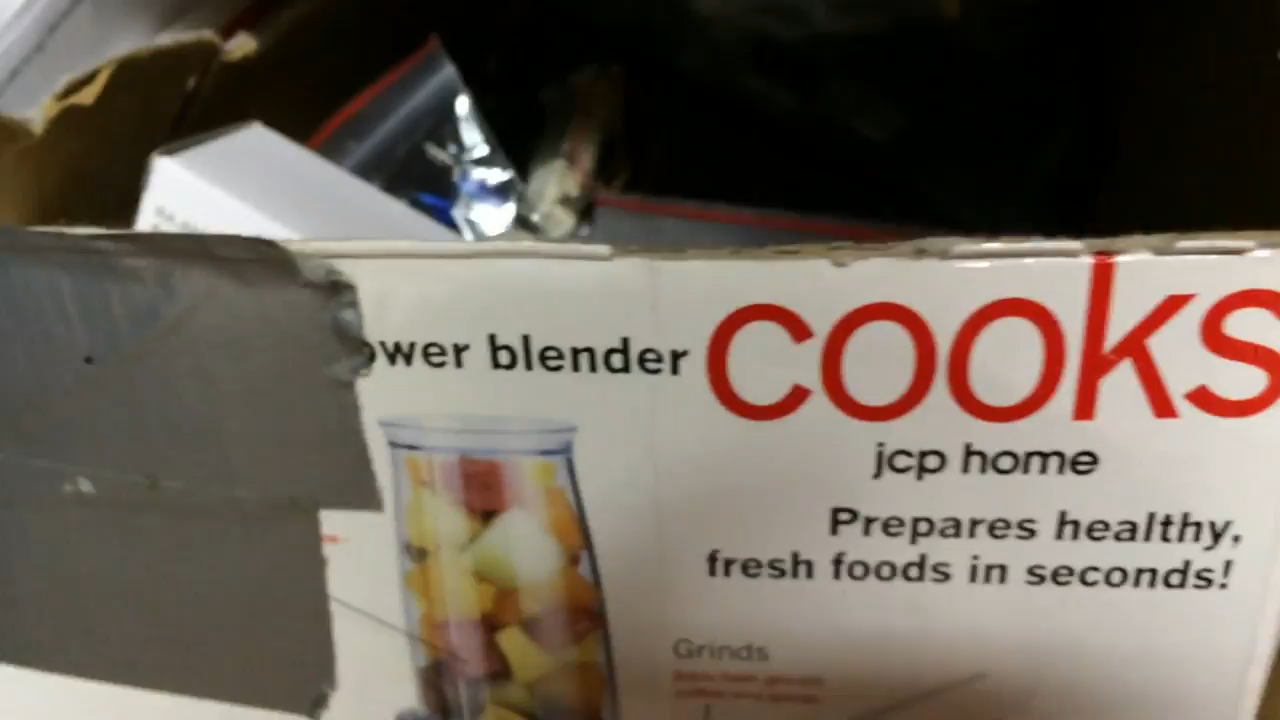 ower blender
cooks
jcp home
Prepares healthy,
fresh foods in seconds!
Grinds